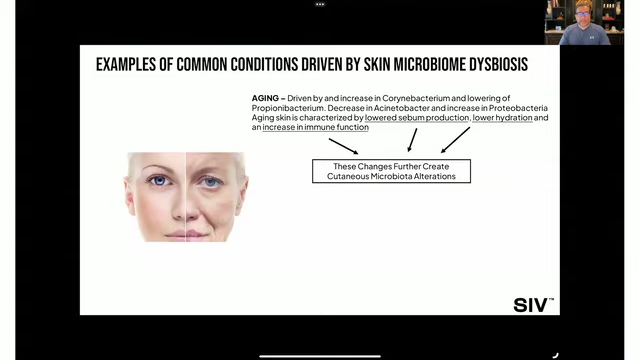 EXAMPLES OF COMMON CONDITIONS DRIVEN BY SKIN MICROBIOME DYSBIOSIS
AGING – Driven by and increase in Corynebacterium and lowering of
Propionibacterium. Decrease in Acinetobacter and increase in Proteobacteria
Aging skin is characterized by lowered sebum production, lower hydration and
an increase in immune function
These Changes Further Create
Cutaneous Microbiota Alterations
SIV™